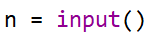 n = input()